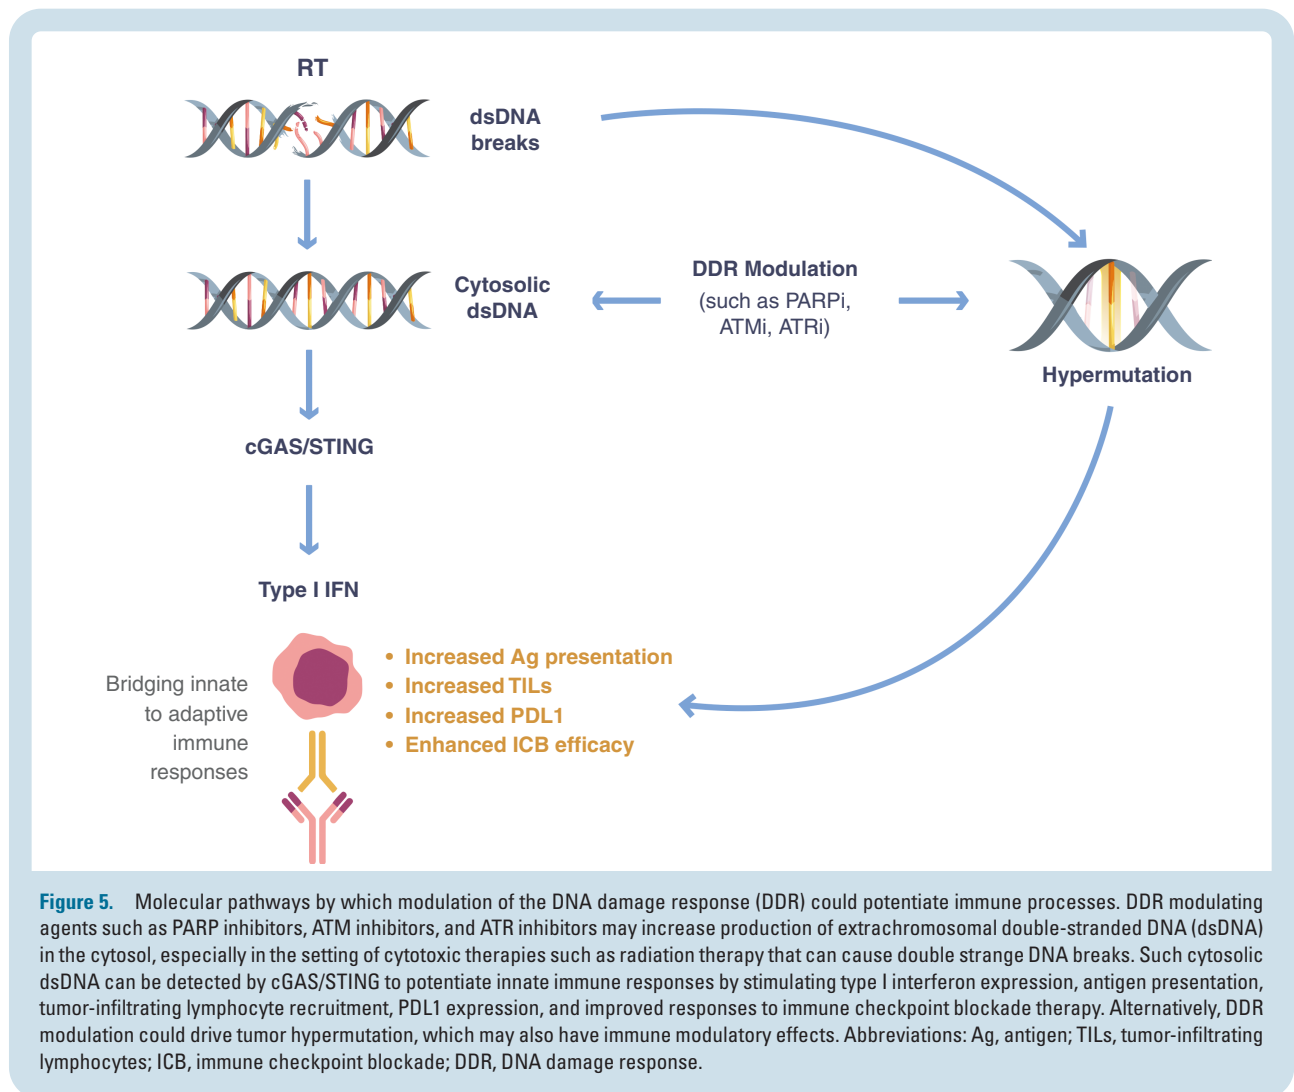 RT
dsDNA
breaks
Cytosolic
dsDNA
DDR Modulation
(such as PARPi,
ATMi, ATRi)
Hypermutation
cGAS/STING
Type I IFN
Bridging innate
to adaptive
immune
responses
• Increased Ag presentation
• Increased TILs
• Increased PDL1
• Enhanced ICB efficacy
Figure 5. Molecular pathways by which modulation of the DNA damage response (DDR) could potentiate immune processes. DDR modulating
agents such as PARP inhibitors, ATM inhibitors, and ATR inhibitors may increase production of extrachromosomal double-stranded DNA (dsDNA)
in the cytosol, especially in the setting of cytotoxic therapies such as radiation therapy that can cause double strange DNA breaks. Such cytosolic
dsDNA can be detected by cGAS/STING to potentiate innate immune responses by stimulating type I interferon expression, antigen presentation,
tumor-infiltrating lymphocyte recruitment, PDL1 expression, and improved responses to immune checkpoint blockade therapy. Alternatively, DDR
modulation could drive tumor hypermutation, which may also have immune modulatory effects. Abbreviations: Ag, antigen; TILs, tumor-infiltrating
lymphocytes; ICB, immune checkpoint blockade; DDR, DNA damage response.